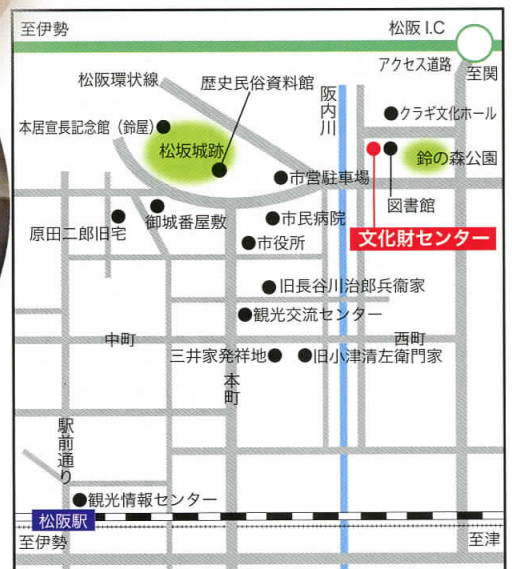 至伊勢
松阪I.C
アクセス道路
至関
松阪環状線
歴史民俗資料館
阪内川
クラギ文化ホール
本居宣長記念館（鈴屋）
松坂城跡
鈴の森公園
市営駐車場
図書館
御城番屋敷
原田二郎旧宅
市民病院
文化財センター
市役所
旧長谷川治郎兵衛家
観光交流センター
中町
西町
三井家発祥地
旧小津清左衛門家
本町
駅前通り
観光情報センター
松阪駅
至伊勢
至津